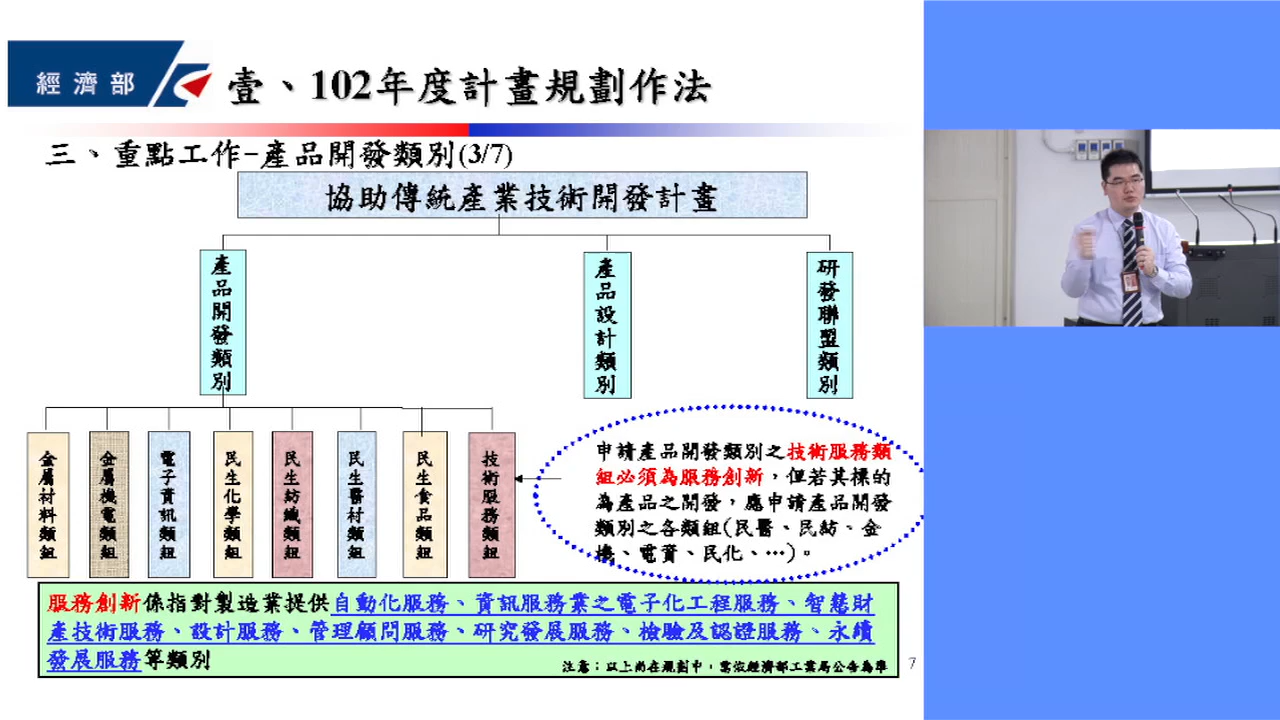 經濟部
壹、102年度計畫規劃作法
三、重點工作-產品開發類別(3/7)
協助傳統產業技術開發計畫
產品開發類別
產品設計類別
研發聯盟類別
金屬材料類組
金屬機電類組
電子資訊類組
民生化學類組
民生紡織類組
民生醫材類組
民生食品類組
技術服務類組
申請產品開發類別之技術服務類
組必須為服務創新，但若其標的
為產品之開發，應申請產品開發
類別之各類組(民醫、民紡、金
機、電資、民化、…)。
服務創新係指對製造業提供自動化服務、資訊服務業之電子化工程服務、智慧財
產技術服務、設計服務、管理顧問服務、研究發展服務、檢驗及認證服務、永續
發展服務等類別
注意：以上尚在規劃中，需依經濟部工業局公告為準
7